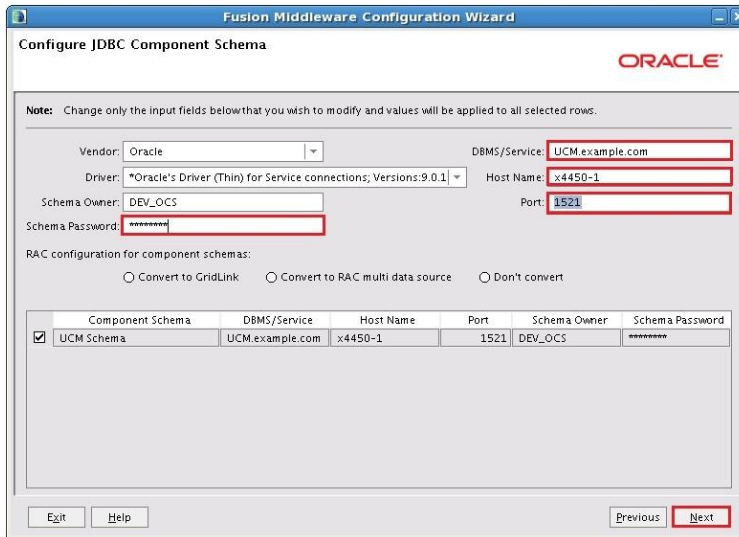 Fusion Middleware Configuration Wizard
Configure JDBC Component Schema
ORACLE
Note: Change only the input fields below that you wish to modify and values will be applied to all selected rows.
Vendor: Oracle DBMS/Service: UCM.example.com
Driver: *Oracle's Driver (Thin) for Service connections; Versions:9.0.1 Host Name: x4450-1
Schema Owner: DEV_OCS Port: 1521
Schema Password: ********
RAC configuration for component schemas:
Convert to GridLink Convert to RAC multi data source Don't convert
Component Schema DBMS/Service Host Name Port Schema Owner Schema Password
UCM Schema UCM.example.com x4450-1 1521 DEV_OCS ********
Exit Help Previous Next